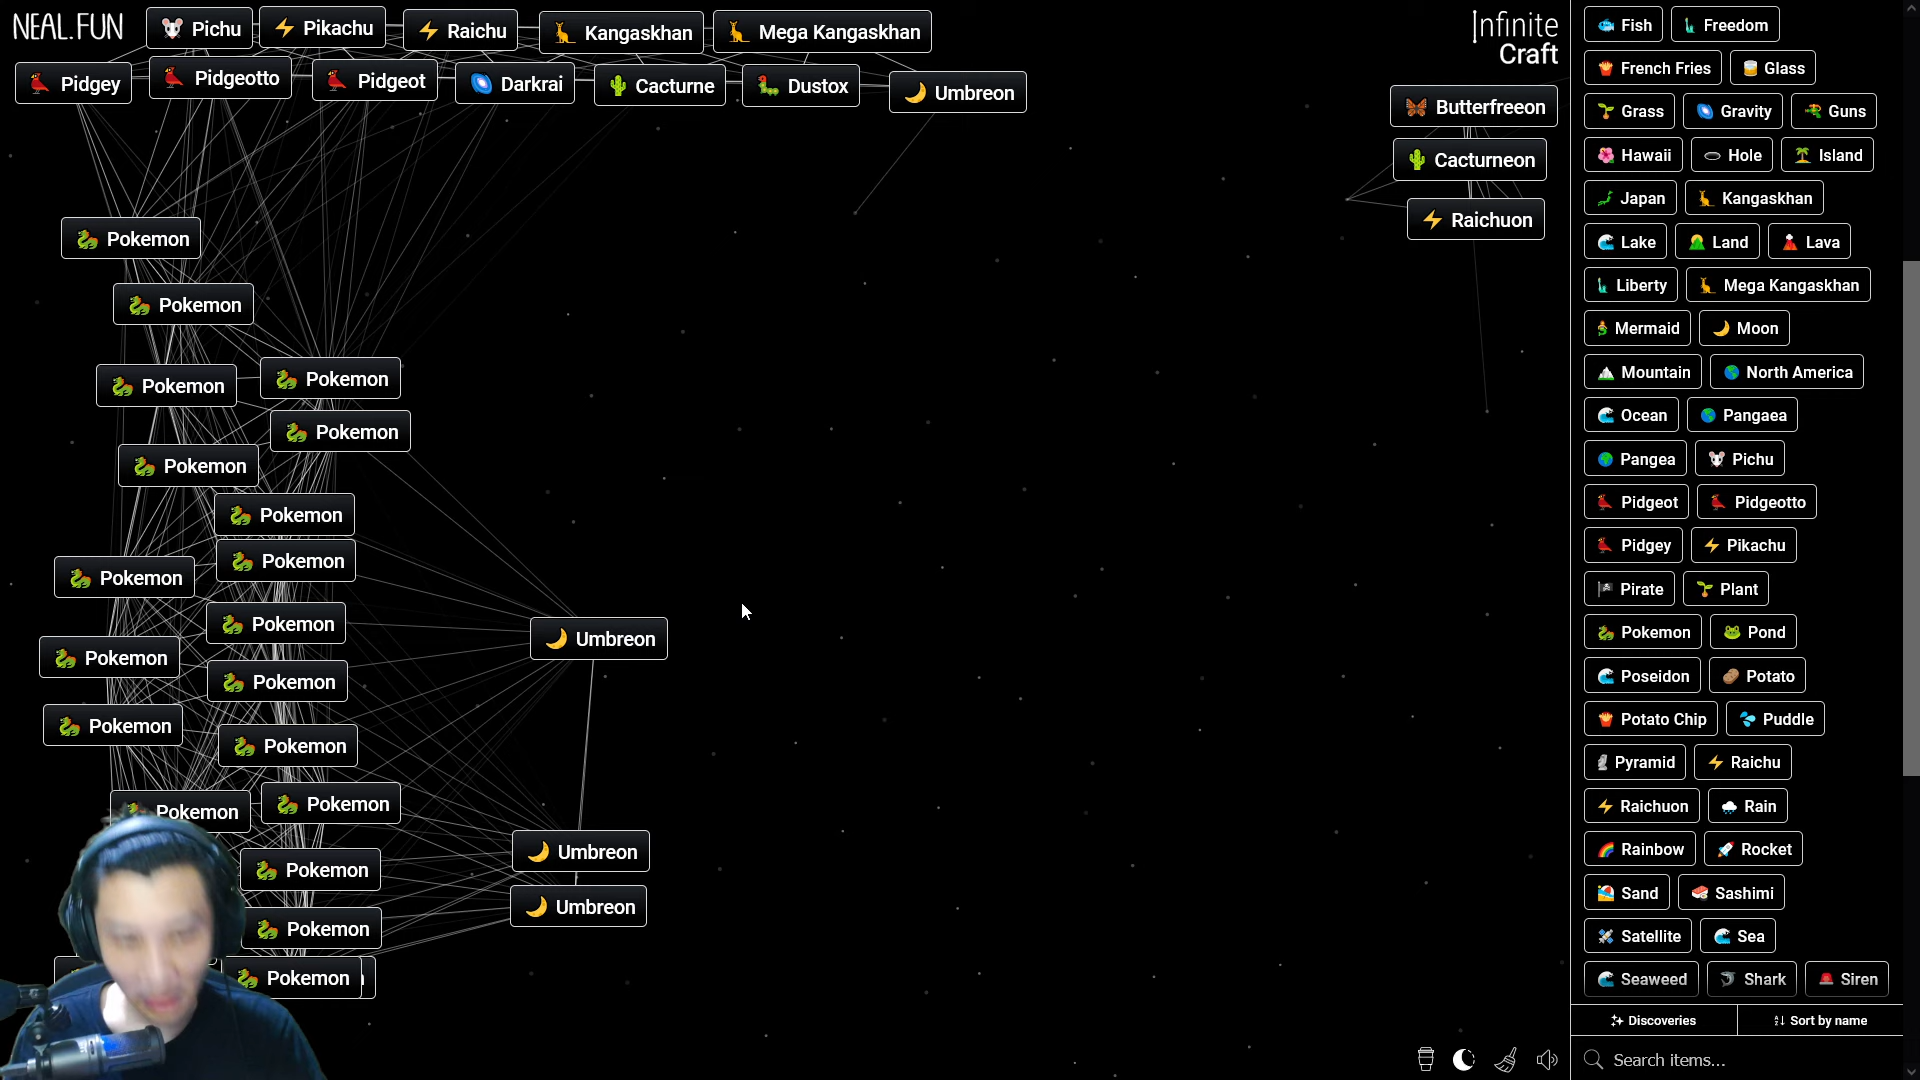 NEAL.FUN
Pichu
Pikachu
Raichu
Kangaskhan
Mega Kangaskhan
Pidgey
Pidgeotto
Pidgeot
Darkrai
Cacturne
Dustox
Umbreon
Infinite
Craft
Butterfreeon
Cacturneon
Raichuon
Pokemon
Pokemon
Pokemon
Pokemon
Pokemon
Pokemon
Pokemon
Pokemon
Pokemon
Pokemon
Umbreon
Pokemon
Pokemon
Pokemon
Pokemon
Pokemon
Pokemon
Umbreon
Pokemon
Umbreon
Pokemon
Pokemon
Fish Freedom
French Fries Glass
Grass Gravity Guns
Hawaii Hole Island
Japan Kangaskhan
Lake Land Lava
Liberty Mega Kangaskhan
Mermaid Moon
Mountain North America
Ocean Pangaea
Pangea Pichu
Pidgeot Pidgeotto
Pidgey Pikachu
Pirate Plant
Pokemon Pond
Poseidon Potato
Potato Chip Puddle
Pyramid Raichu
Raichuon Rain
Rainbow Rocket
Sand Sashimi
Satellite Sea
Seaweed Shark Siren
Discoveries Sort by name
Search items...